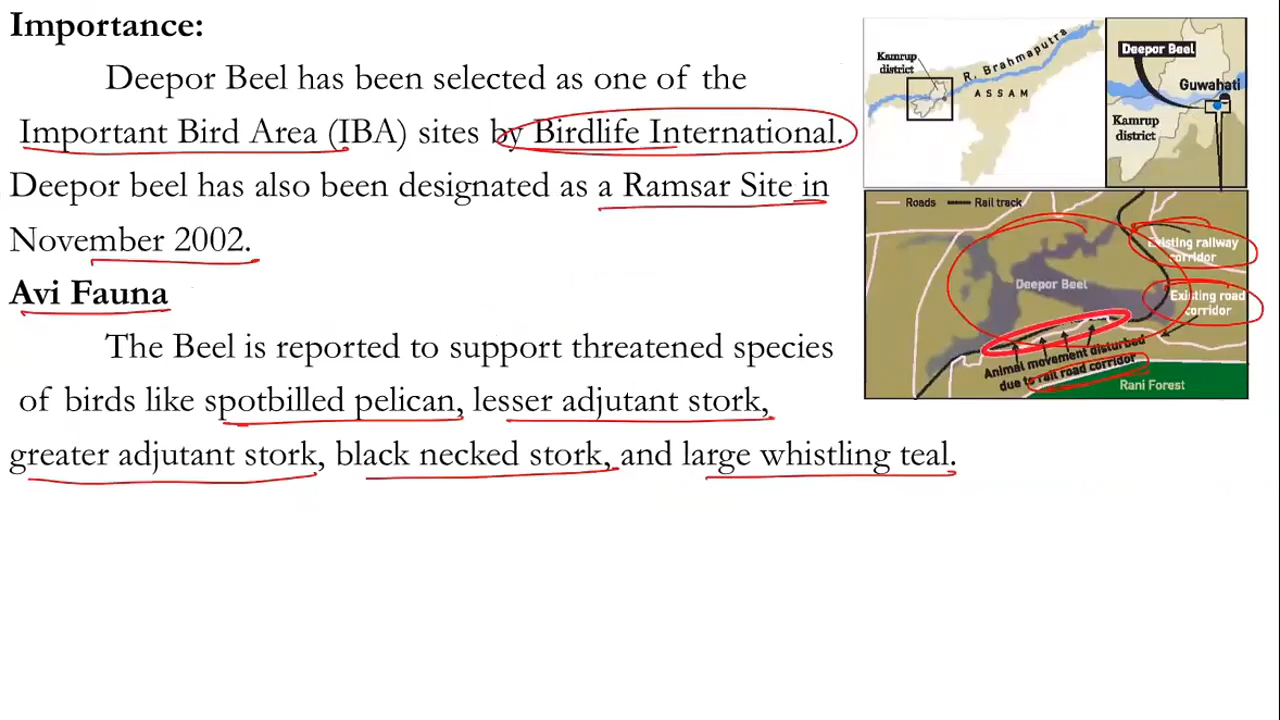 Importance:
Deepor Beel has been selected as one of the
Important Bird Area (IBA) sites by Birdlife International.
Deepor beel has also been designated as a Ramsar Site in
November 2002.
Avi Fauna
The Beel is reported to support threatened species
of birds like spotbilled pelican, lesser adjutant stork,
greater adjutant stork, black necked stork, and large whistling teal.
Kamrup
district
R. Brahmaputra
ASSAM
Deepor Beel
Guwahati
Kamrup
district
Roads
Rail track
Existing railway
corridor
Deepor Beel
Existing road
corridor
Animal movement disturbed
due to rail road corridor
Rani Forest